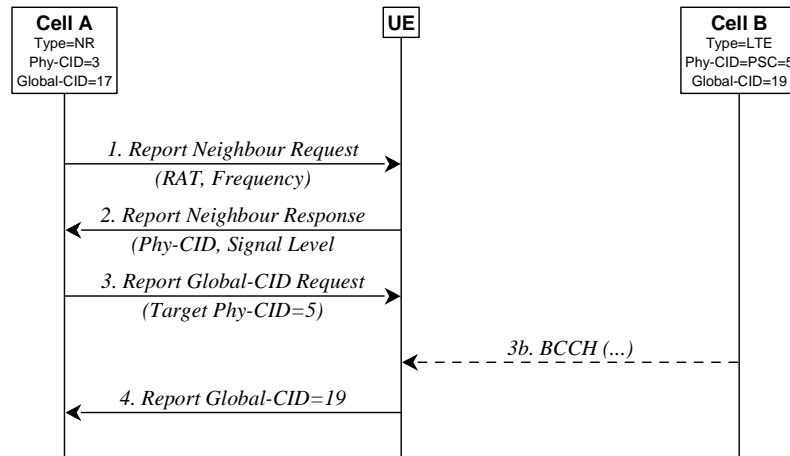 Cell A
Type=NR
Phy-CID=3
Global-CID=17
UE
Cell B
Type=LTE
Phy-CID=PSC=5
Global-CID=19
1. Report Neighbour Request
(RAT, Frequency)
2. Report Neighbour Response
(Phy-CID, Signal Level
3. Report Global-CID Request
(Target Phy-CID=5)
3b. BCCH (...)
4. Report Global-CID=19